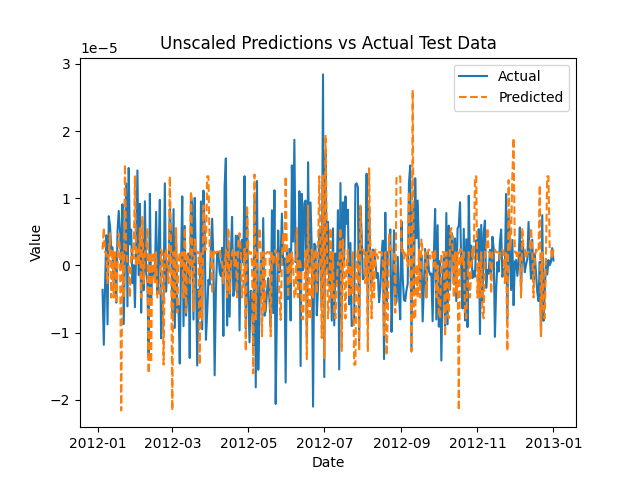 Unscaled Predictions vs Actual Test Data
1e−5
Actual
Predicted
3
2
1
0
−1
−2
Value
2012-01 2012-03 2012-05 2012-07 2012-09 2012-11 2013-01
Date